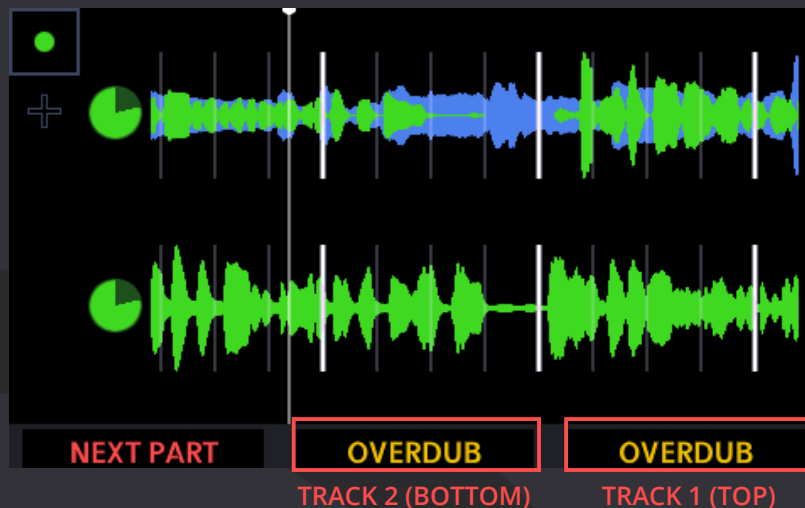 NEXT PART
OVERDUB
OVERDUB
TRACK 2 (BOTTOM)
TRACK 1 (TOP)